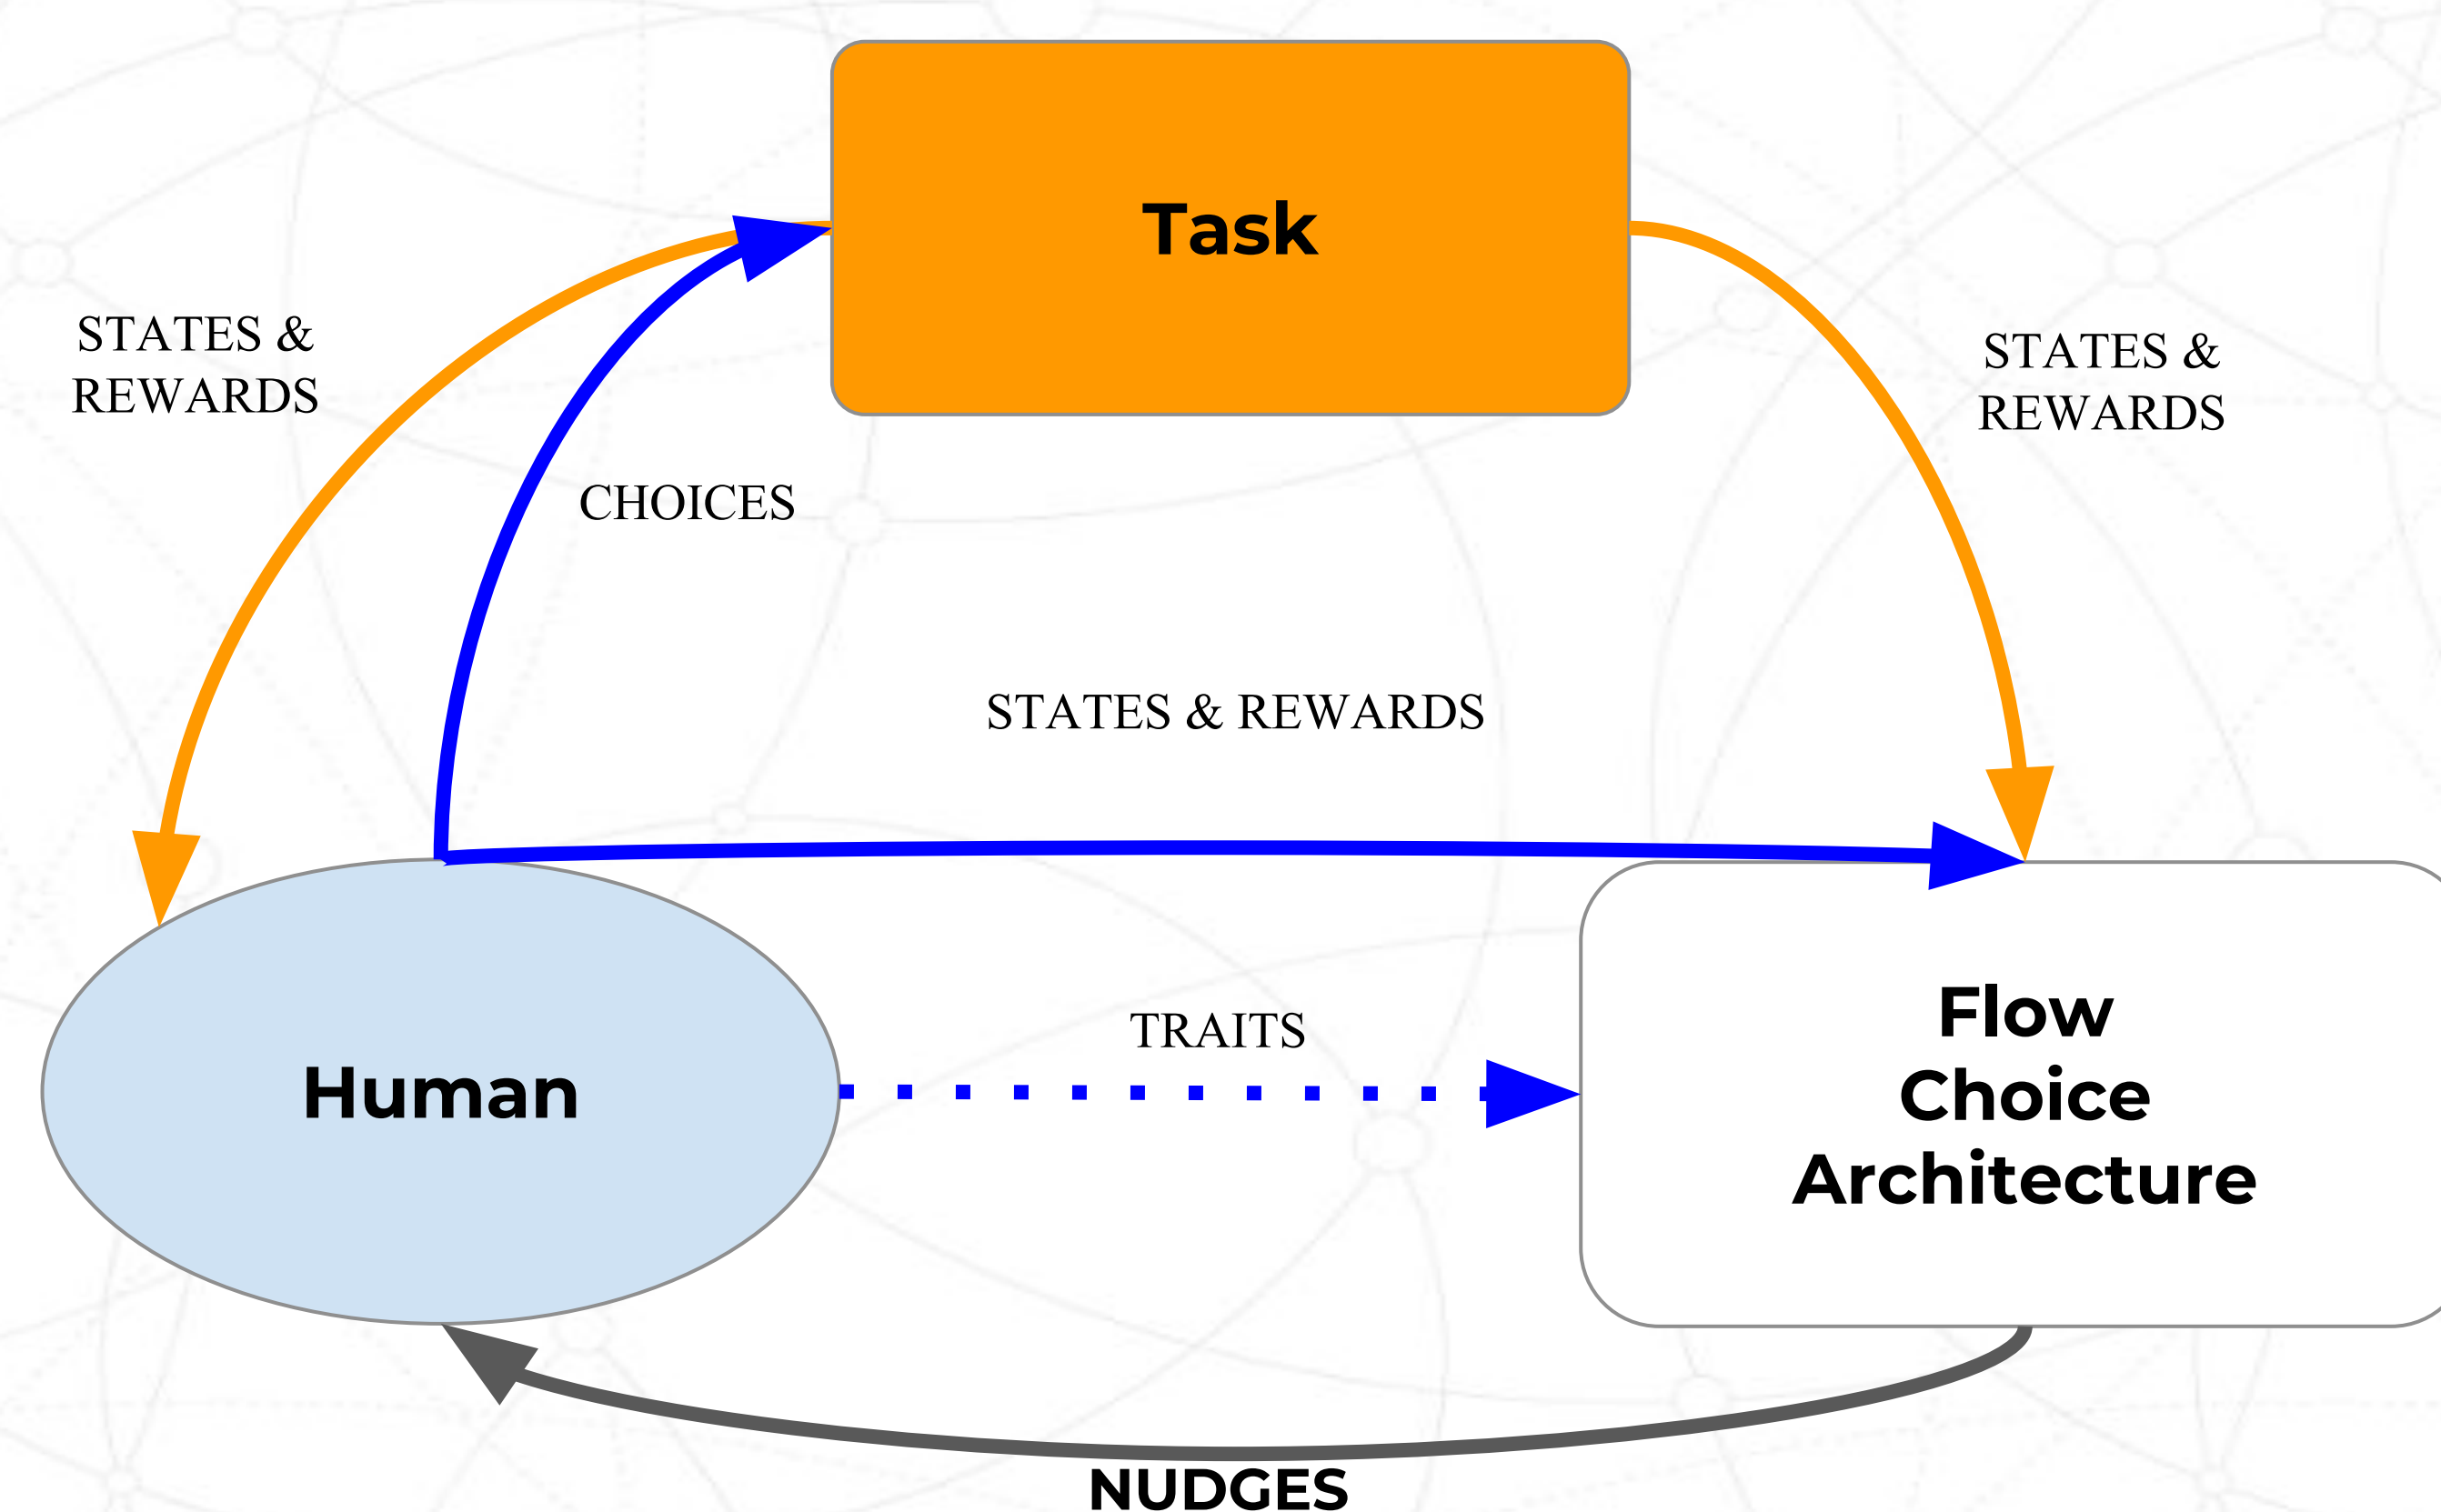 Task
STATES &
REWARDS
STATES &
REWARDS
CHOICES
STATES & REWARDS
Human
TRAITS
Flow
Choice
Architecture
NUDGES